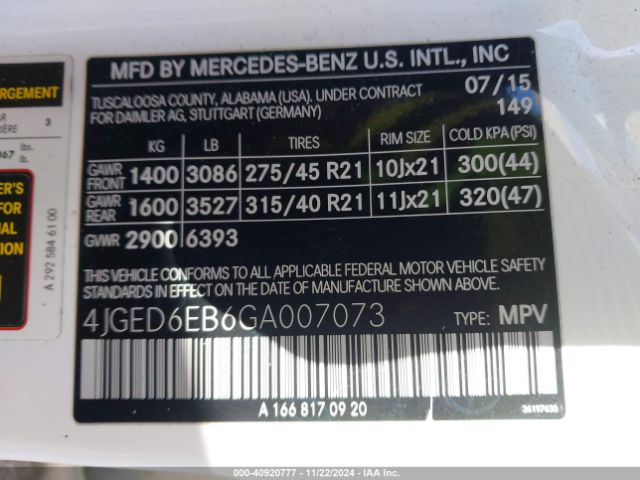 MFD BY MERCEDES-BENZ U.S. INTL., INC
TUSCALOOSA COUNTY, ALABAMA (USA). UNDER CONTRACT 07/15
FOR DAIMLER AG, STUTTGART (GERMANY) 149
KG LB TIRES RIM SIZE COLD KPA (PSI)
GAWR FRONT 1400 3086 275/45 R21 10Jx21 300(44)
GAWR REAR 1600 3527 315/40 R21 11Jx21 320(47)
GVWR 2900 6393
THIS VEHICLE CONFORMS TO ALL APPLICABLE FEDERAL MOTOR VEHICLE SAFETY
STANDARDS IN EFFECT ON THE DATE OF MANUFACTURE SHOWN ABOVE.
4JGED6EB6GA007073 TYPE: MPV
A 166 817 09 20
36197630
RGEMENT
3
lbs.
lb.
A 292 584 61 00
000-40920777 - 11/22/2024 - IAA Inc.